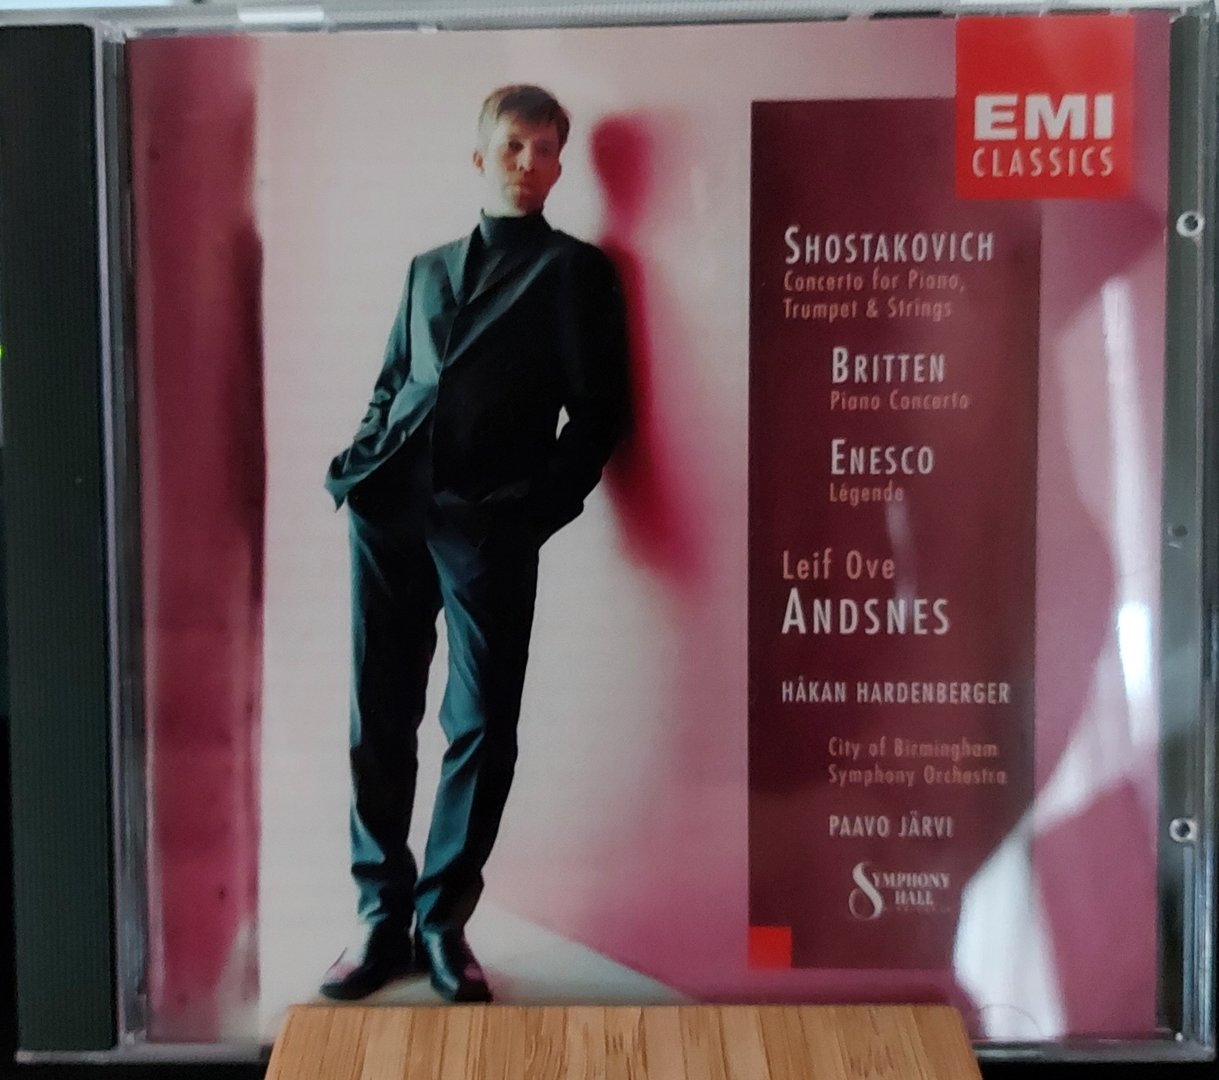 EMI
CLASSICS
SHOSTAKOVICH
Concerto for Piano,
Trumpet & Strings
BRITTEN
Piano Concerto
ENESCO
Légende
Leif Ove
ANDSNES
HÅKAN HARDENBERGER
City of Birmingham
Symphony Orchestra
PAAVO JÄRVI
SYMPHONY
HALL